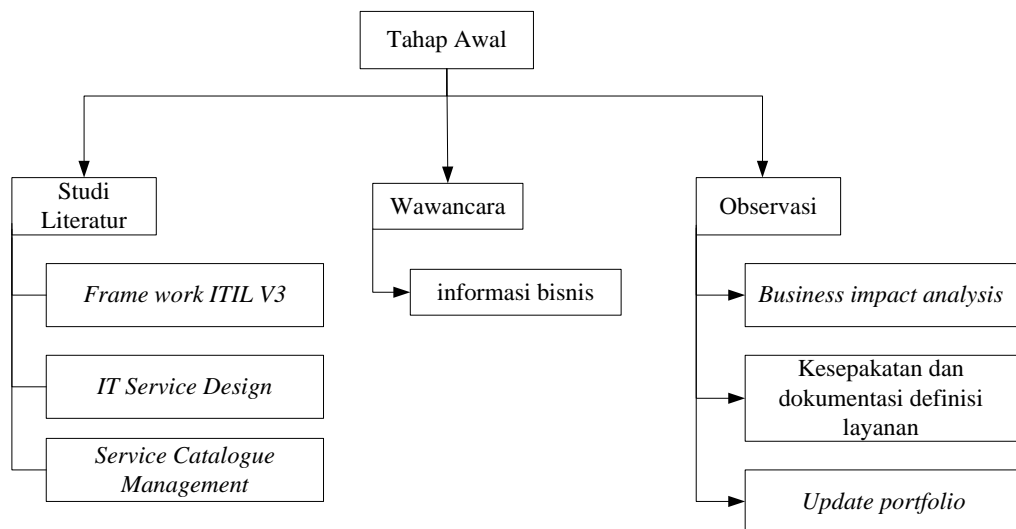 Tahap Awal
Studi
Literatur
Wawancara
Observasi
Frame work ITIL V3
informasi bisnis
Business impact analysis
IT Service Design
Kesepakatan dan
dokumentasi definisi
layanan
Service Catalogue
Management
Update portfolio